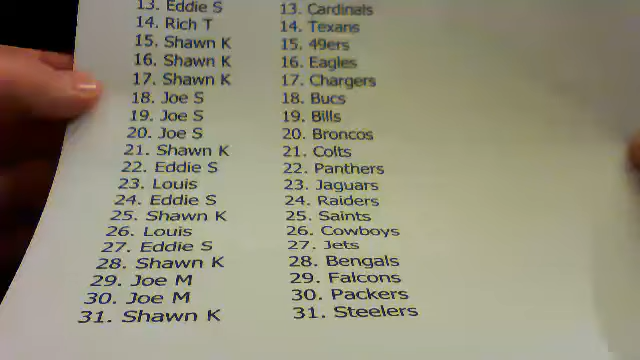 13. Eddie S 13. Cardinals
14. Rich T 14. Texans
15. Shawn K 15. 49ers
16. Shawn K 16. Eagles
17. Shawn K 17. Chargers
18. Joe S 18. Bucs
19. Joe S 19. Bills
20. Joe S 20. Broncos
21. Shawn K 21. Colts
22. Eddie S 22. Panthers
23. Louis 23. Jaguars
24. Eddie S 24. Raiders
25. Shawn K 25. Saints
26. Louis 26. Cowboys
27. Eddie S 27. Jets
28. Shawn K 28. Bengals
29. Joe M 29. Falcons
30. Joe M 30. Packers
31. Shawn K 31. Steelers